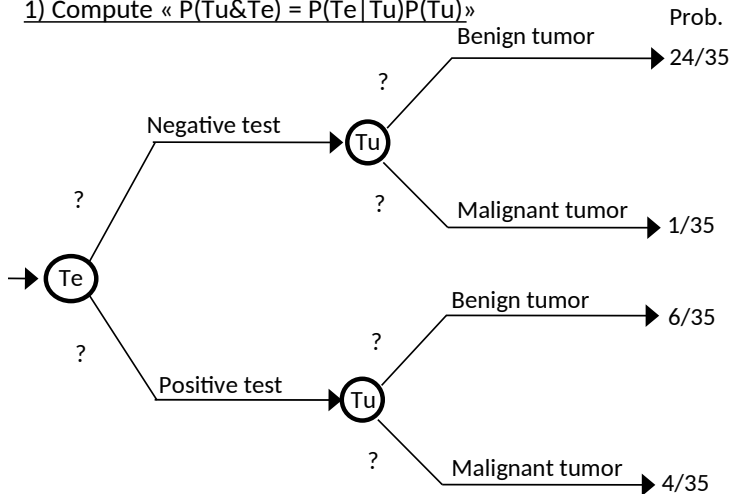 1) Compute « P(Tu&Te) = P(Te|Tu)P(Tu)»
Prob.
Benign tumor
24/35
?
Negative test
Tu
?
?
Malignant tumor
1/35
Te
Benign tumor
6/35
?
?
Positive test
Tu
?
Malignant tumor
4/35